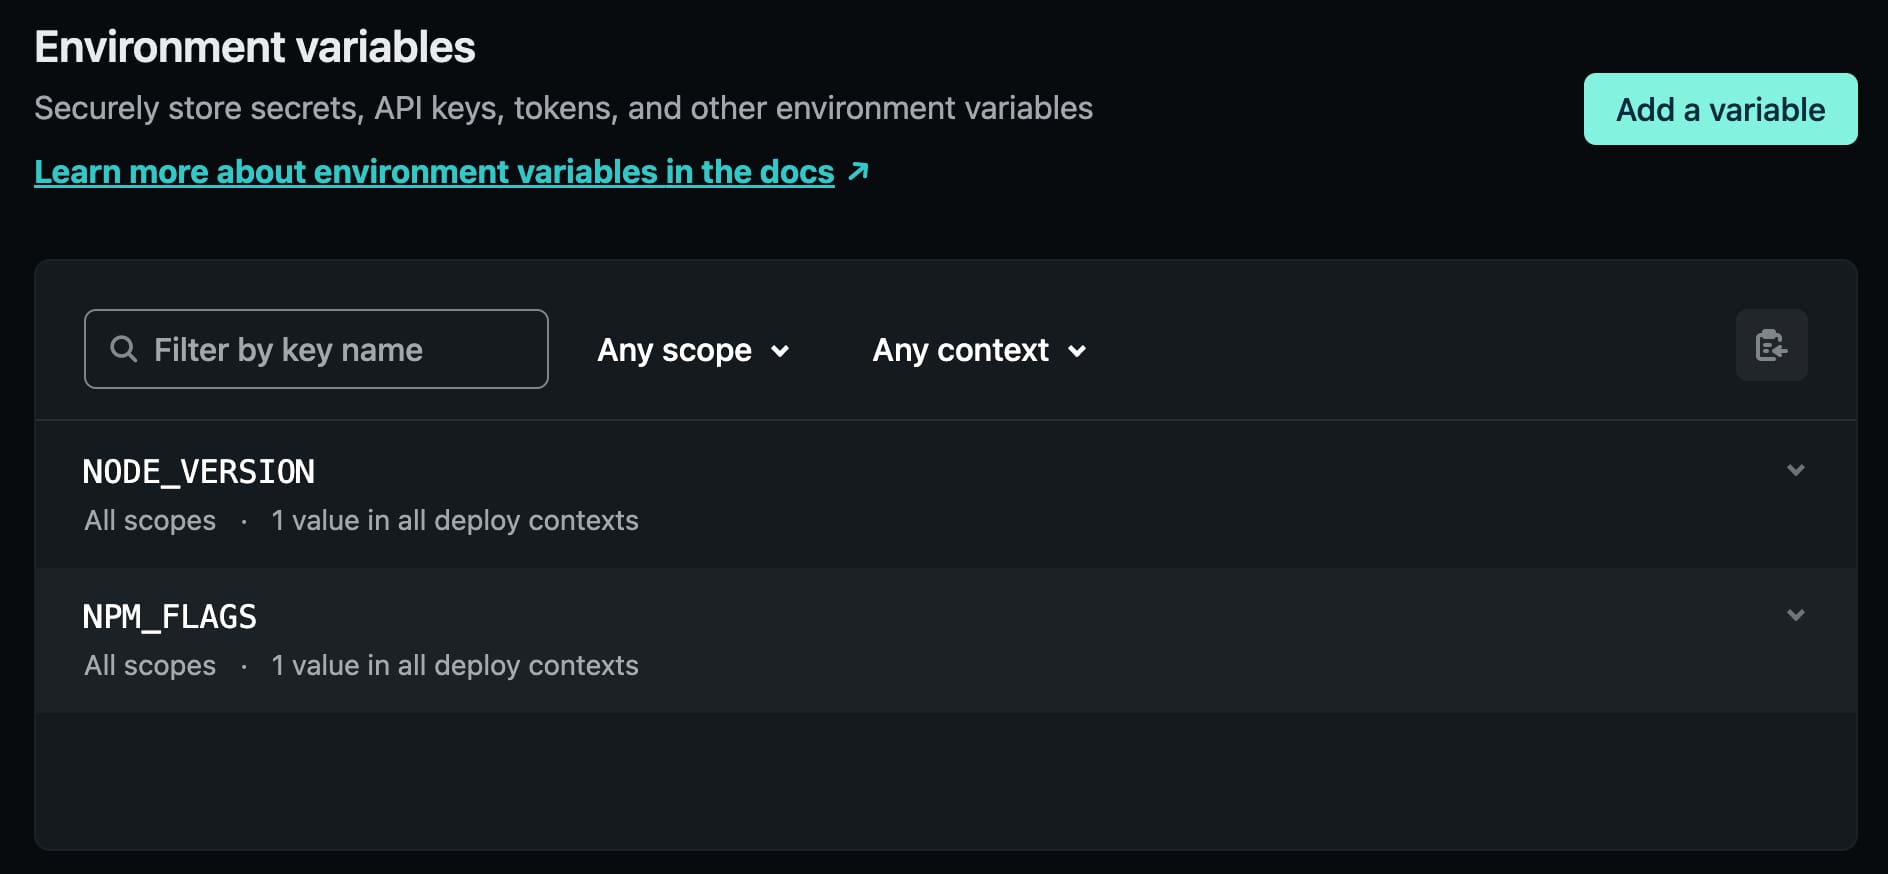 Environment variables
Securely store secrets, API keys, tokens, and other environment variables
Add a variable
Learn more about environment variables in the docs ↗
Filter by key name
Any scope
Any context
NODE_VERSION
All scopes · 1 value in all deploy contexts
NPM_FLAGS
All scopes · 1 value in all deploy contexts